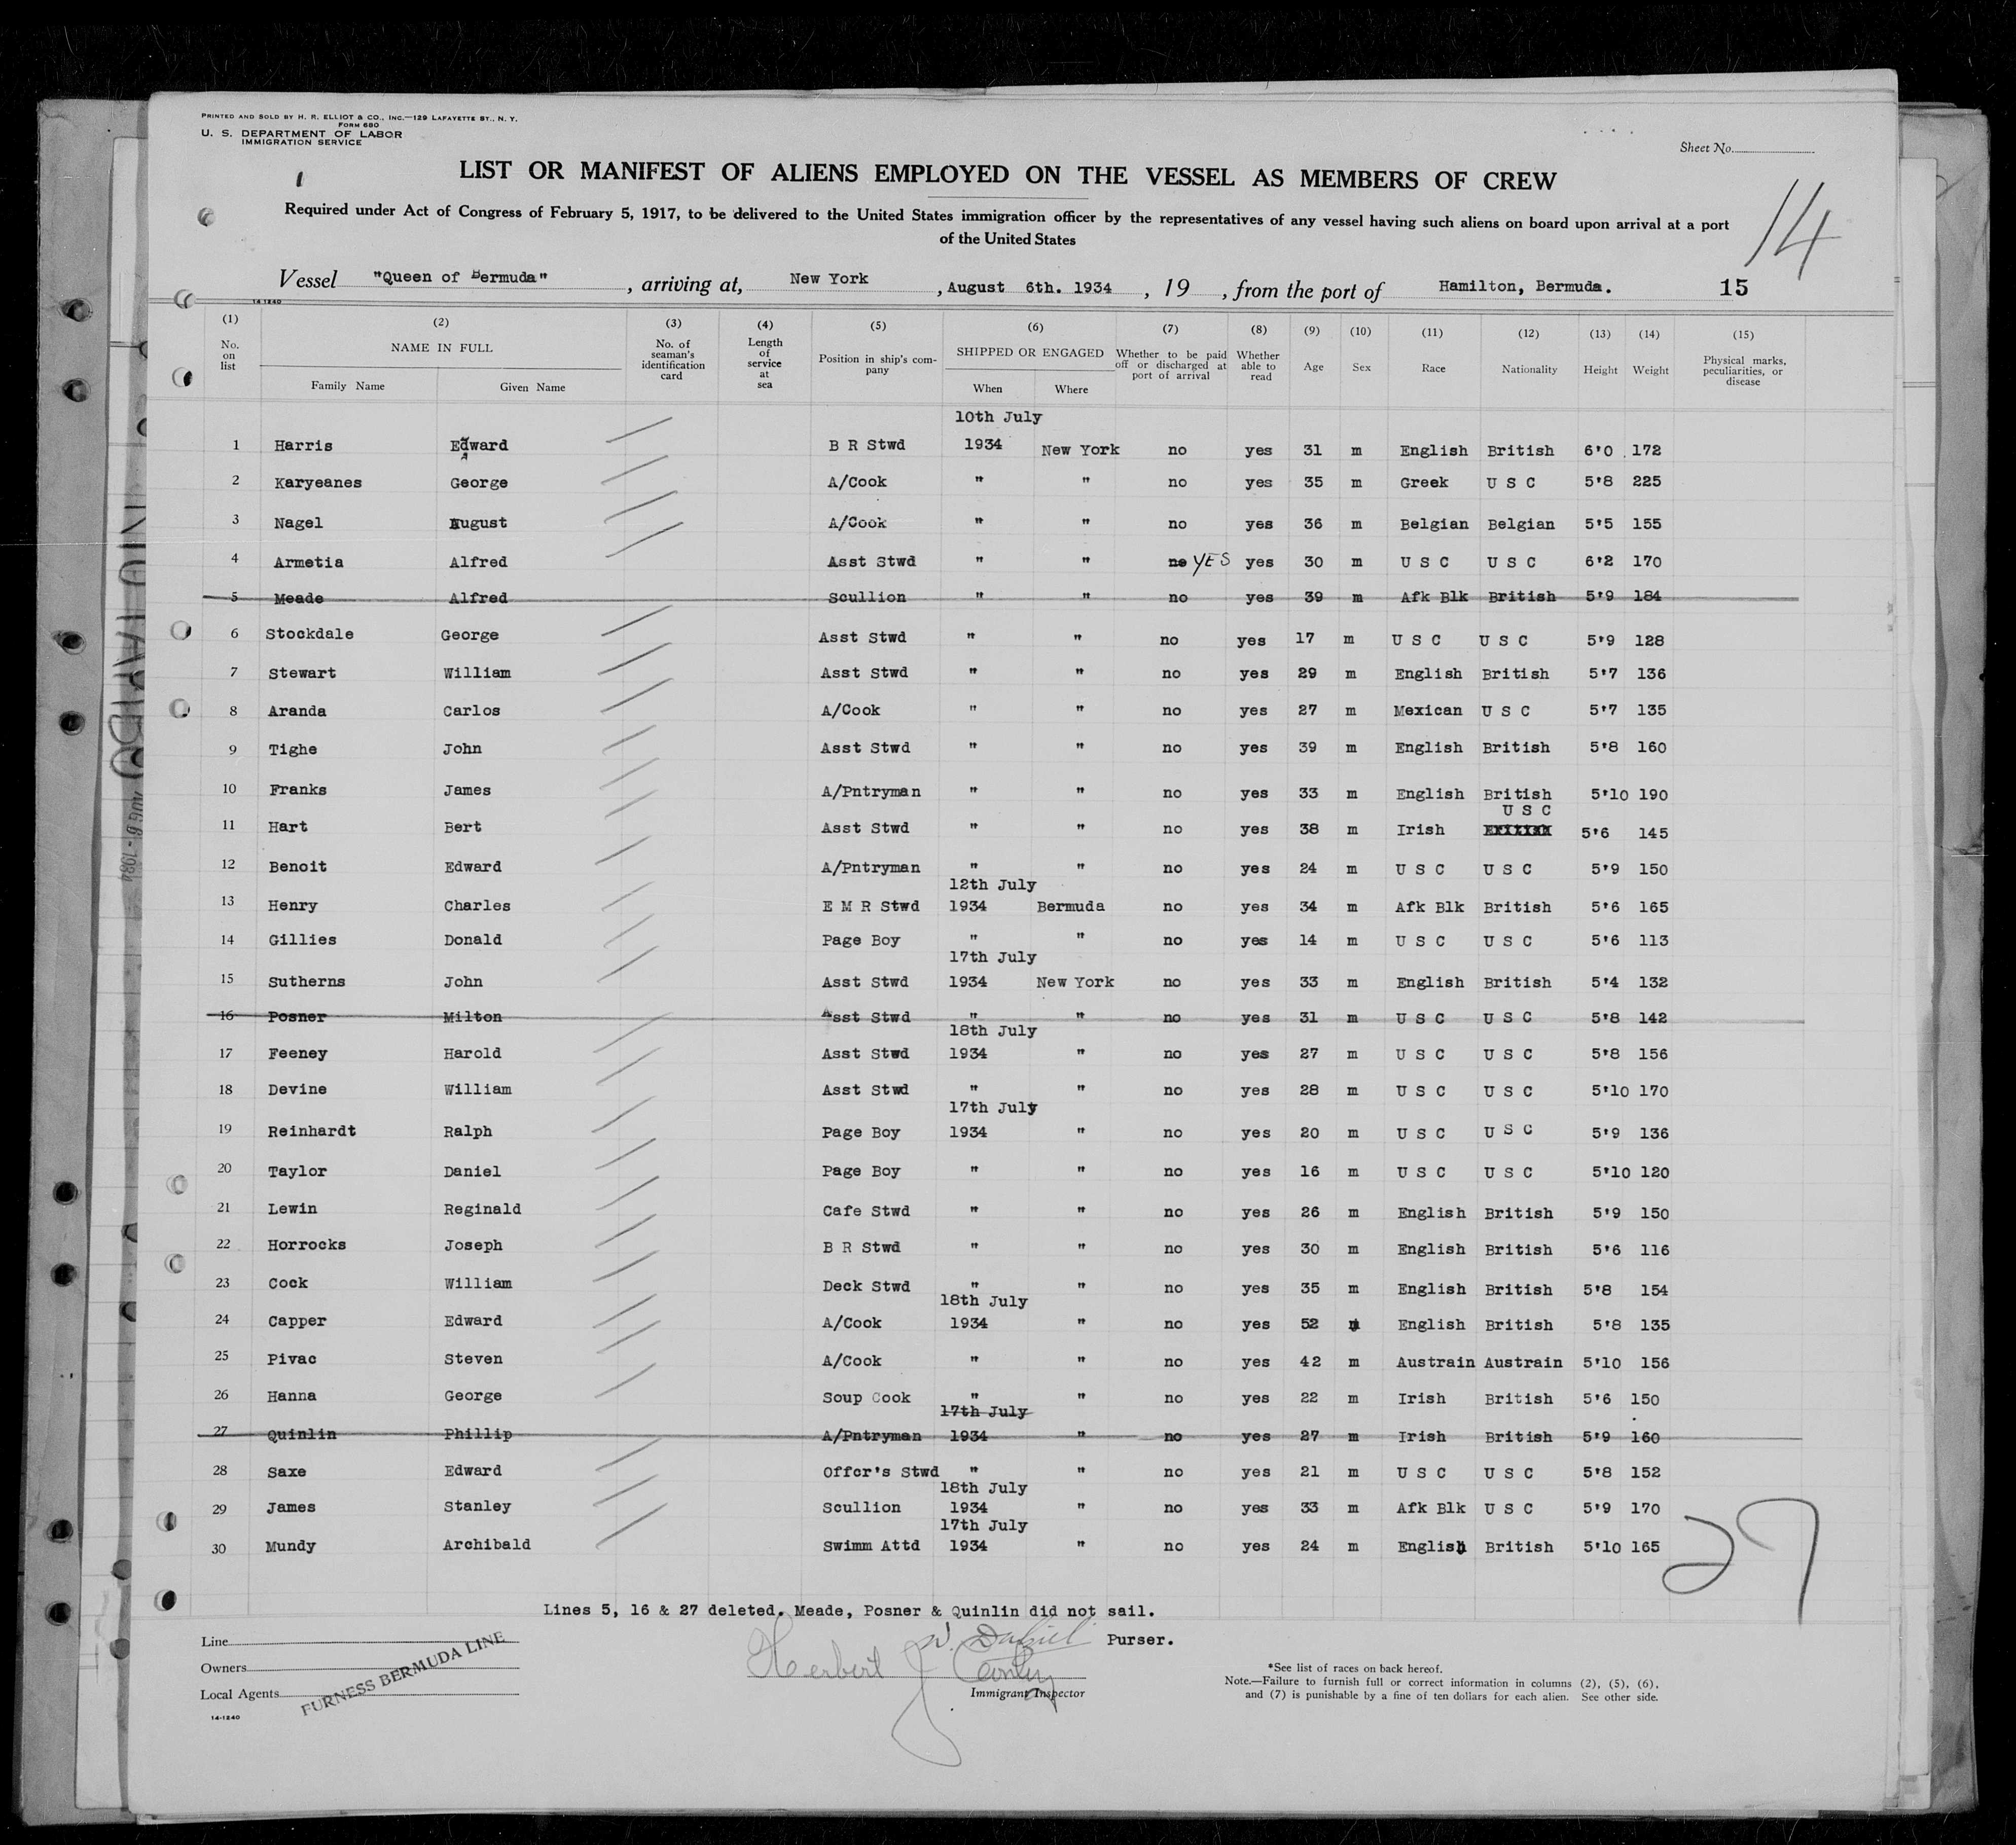 PRINTED AND SOLD BY H. R. ELLIOT & CO., INC.—129 LAFAYETTE ST., N. Y.
FORM 680
U. S. DEPARTMENT OF LABOR
IMMIGRATION SERVICE
Sheet No.
1
LIST OR MANIFEST OF ALIENS EMPLOYED ON THE VESSEL AS MEMBERS OF CREW
Required under Act of Congress of February 5, 1917, to be delivered to the United States immigration officer by the representatives of any vessel having such aliens on board upon arrival at a port
of the United States
14
Vessel "Queen of Bermuda", arriving at, New York, August 6th. 1934, 19, from the port of Hamilton, Bermuda. 15
14-1240
(1) (2) (3) (4) (5) (6) (7) (8) (9) (10) (11) (12) (13) (14) (15)
No. on list NAME IN FULL Family Name Given Name No. of seaman's identification card Length of service at sea Position in ship's company SHIPPED OR ENGAGED When Where Whether to be paid off or discharged at port of arrival Whether able to read Age Sex Race Nationality Height Weight Physical marks, peculiarities, or disease
10th July
1 Harris Edward B R Stwd 1934 New York no yes 31 m English British 6'0 172
2 Karyeanes George A/Cook " " no yes 35 m Greek U S C 5'8 225
3 Nagel August A/Cook " " no yes 36 m Belgian Belgian 5'5 155
4 Armetia Alfred Asst Stwd " " no YES yes 30 m U S C U S C 6'2 170
5 Meade Alfred Scullion " " no yes 39 m Afk Blk British 5'9 184
6 Stockdale George Asst Stwd " " no yes 17 m U S C U S C 5'9 128
7 Stewart William Asst Stwd " " no yes 29 m English British 5'7 136
8 Aranda Carlos A/Cook " " no yes 27 m Mexican U S C 5'7 135
9 Tighe John Asst Stwd " " no yes 39 m English British 5'8 160
10 Franks James A/Pntryman " " no yes 33 m English British 5'10 190
U S C
11 Hart Bert Asst Stwd " " no yes 38 m Irish British 5'6 145
12 Benoit Edward A/Pntryman " " no yes 24 m U S C U S C 5'9 150
12th July
13 Henry Charles E M R Stwd 1934 Bermuda no yes 34 m Afk Blk British 5'6 165
14 Gillies Donald Page Boy " " no yes 14 m U S C U S C 5'6 113
17th July
15 Sutherns John Asst Stwd 1934 New York no yes 33 m English British 5'4 132
16 Posner Milton Asst Stwd " " no yes 31 m U S C U S C 5'8 142
18th July
17 Feeney Harold Asst Stwd 1934 " no yes 27 m U S C U S C 5'8 156
18 Devine William Asst Stwd " " no yes 28 m U S C U S C 5'10 170
17th July
19 Reinhardt Ralph Page Boy 1934 " no yes 20 m U S C U S C 5'9 136
20 Taylor Daniel Page Boy " " no yes 16 m U S C U S C 5'10 120
21 Lewin Reginald Cafe Stwd " " no yes 26 m English British 5'9 150
22 Horrocks Joseph B R Stwd " " no yes 30 m English British 5'6 116
23 Cock William Deck Stwd " " no yes 35 m English British 5'8 154
18th July
24 Capper Edward A/Cook 1934 " no yes 52 m English British 5'8 135
25 Pivac Steven A/Cook " " no yes 42 m Austrain Austrain 5'10 156
26 Hanna George Soup Cook " " no yes 22 m Irish British 5'6 150
17th July
27 Quinlin Phillip A/Pntryman 1934 " no yes 27 m Irish British 5'9 160
28 Saxe Edward Offcr's Stwd " " no yes 21 m U S C U S C 5'8 152
18th July
29 James Stanley Scullion 1934 " no yes 33 m Afk Blk U S C 5'9 170
17th July
30 Mundy Archibald Swimm Attd 1934 " no yes 24 m English British 5'10 165
27
Lines 5, 16 & 27 deleted. Meade, Posner & Quinlin did not sail.
Purser.
Line
Owners
Local Agents
FURNESS BERMUDA LINE
Herbert J.
Immigrant Inspector
*See list of races on back hereof.
Note.—Failure to furnish full or correct information in columns (2), (5), (6),
and (7) is punishable by a fine of ten dollars for each alien. See other side.
14-1240